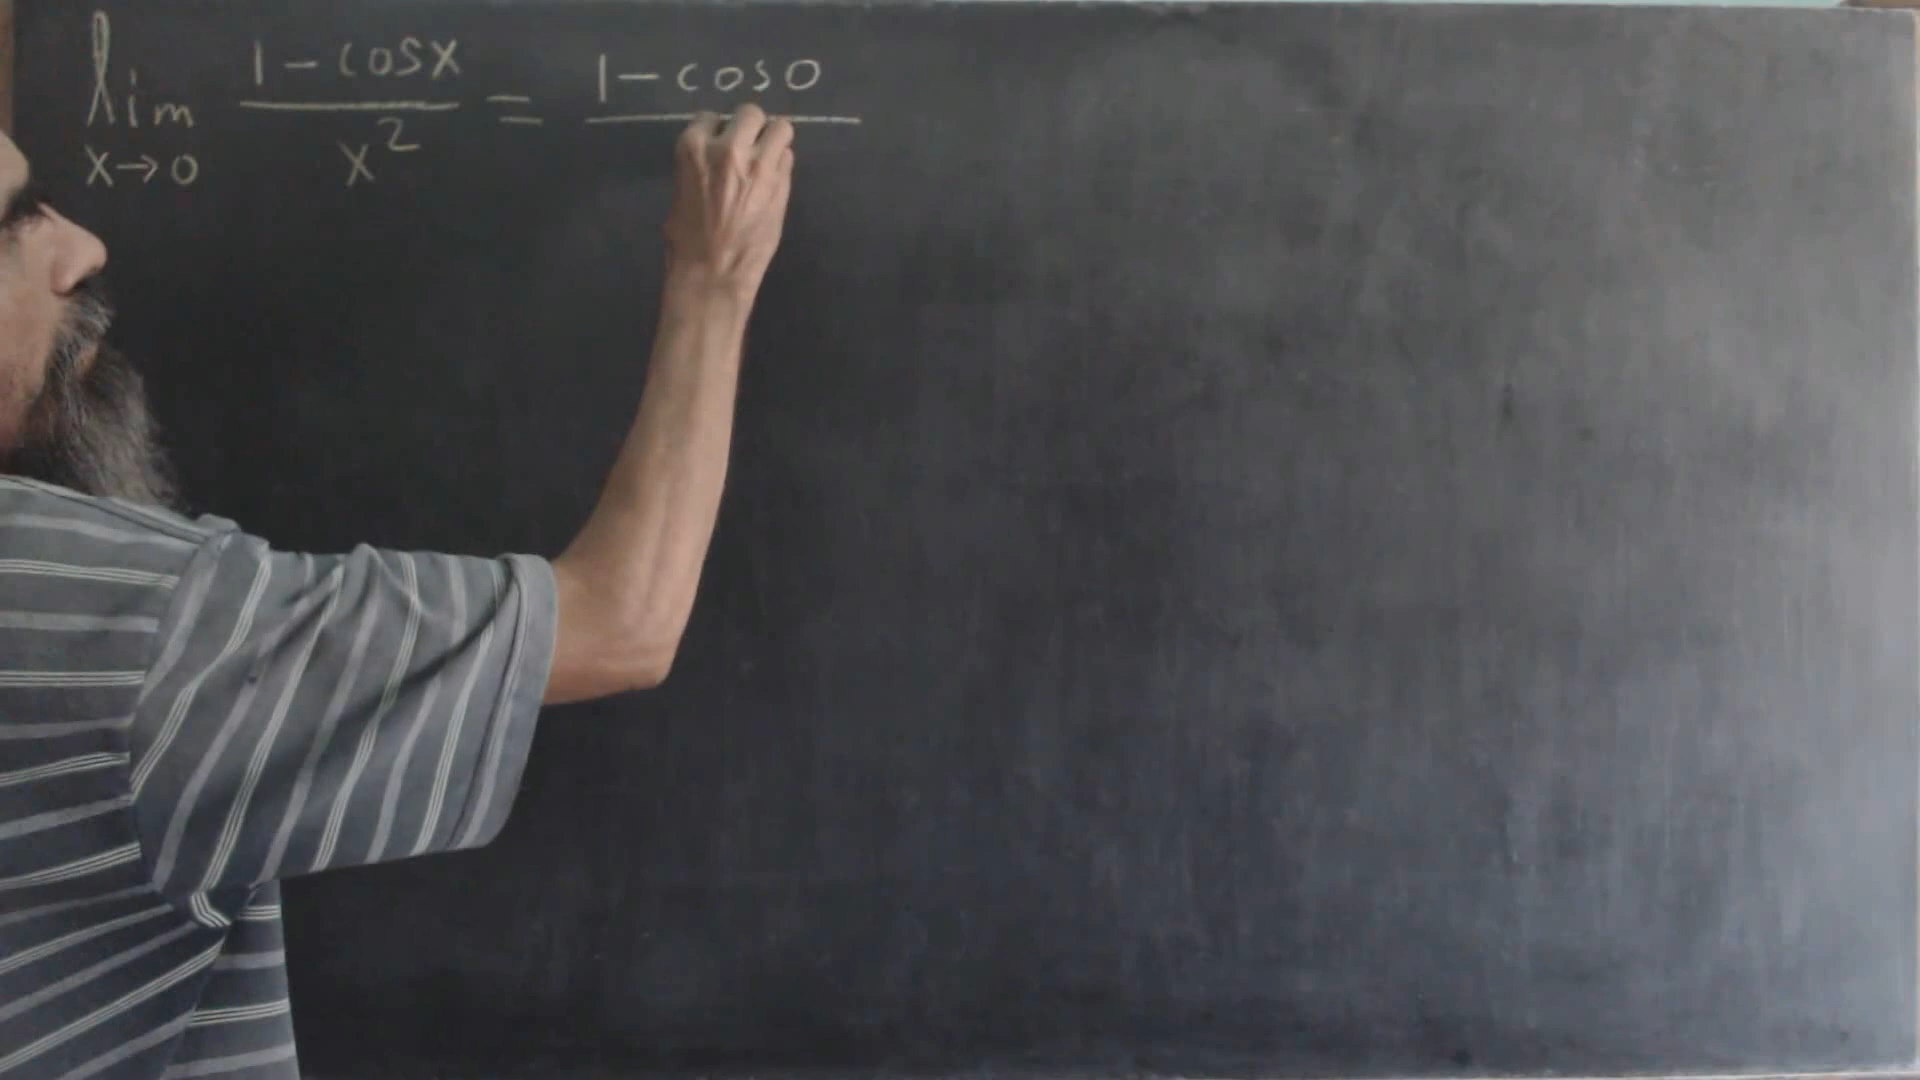 lim 1-cosx / x² = 1-cos0
x→0